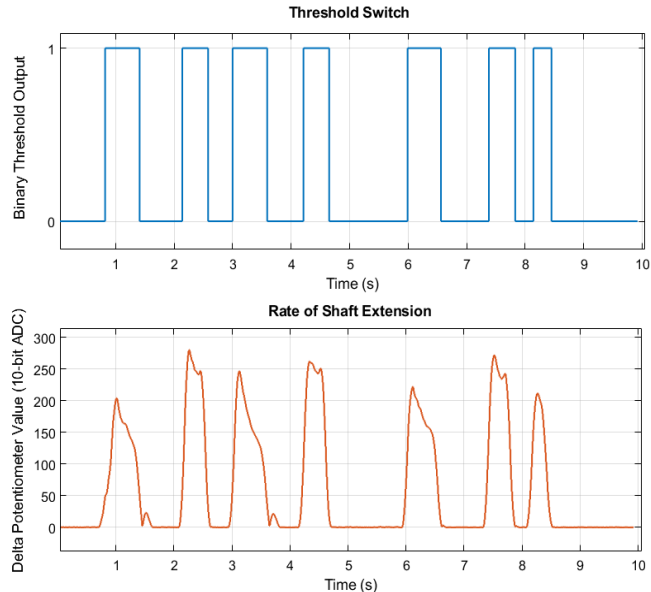 Threshold Switch
Binary Threshold Output
1
0
1 2 3 4 5 6 7 8 9 10
Time (s)
Rate of Shaft Extension
Delta Potentiometer Value (10-bit ADC)
300
250
200
150
100
50
0
1 2 3 4 5 6 7 8 9 10
Time (s)